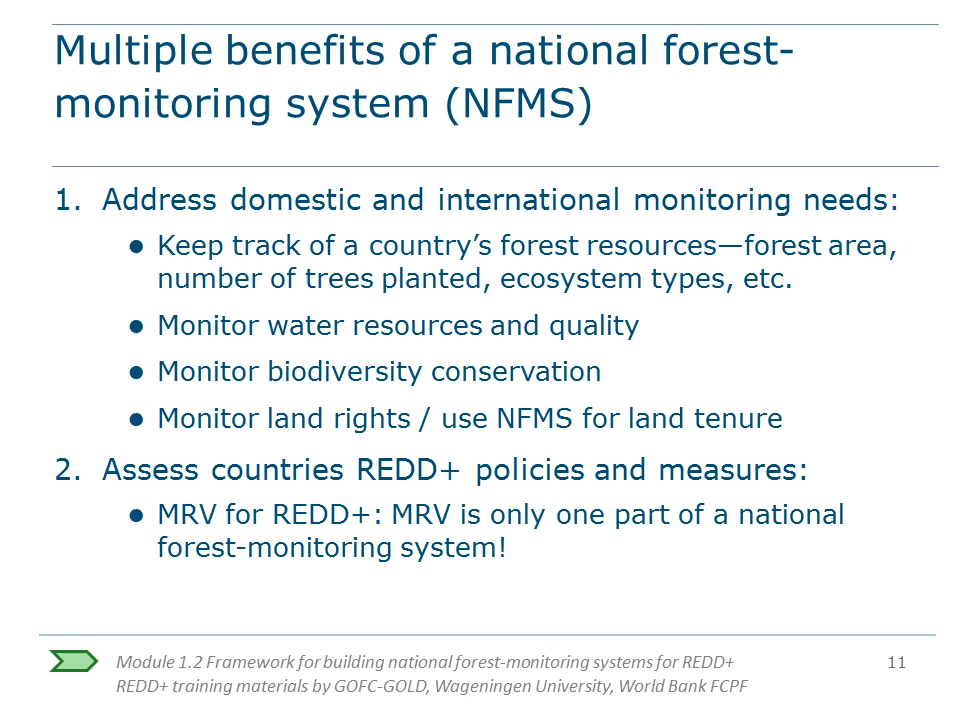 Multiple benefits of a national forest-
monitoring system (NFMS)
1. Address domestic and international monitoring needs:
● Keep track of a country’s forest resources—forest area,
number of trees planted, ecosystem types, etc.
● Monitor water resources and quality
● Monitor biodiversity conservation
● Monitor land rights / use NFMS for land tenure
2. Assess countries REDD+ policies and measures:
● MRV for REDD+: MRV is only one part of a national
forest-monitoring system!
Module 1.2 Framework for building national forest-monitoring systems for REDD+
REDD+ training materials by GOFC-GOLD, Wageningen University, World Bank FCPF
11